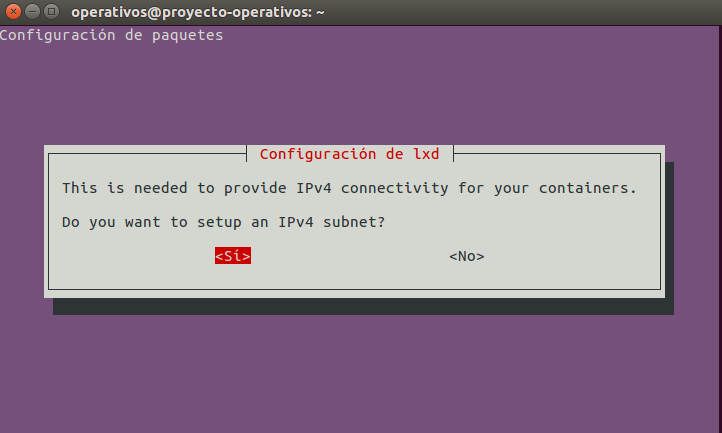 operativos@proyecto-operativos: ~
Configuración de paquetes
Configuración de lxd
This is needed to provide IPv4 connectivity for your containers.
Do you want to setup an IPv4 subnet?
<Sí> <No>